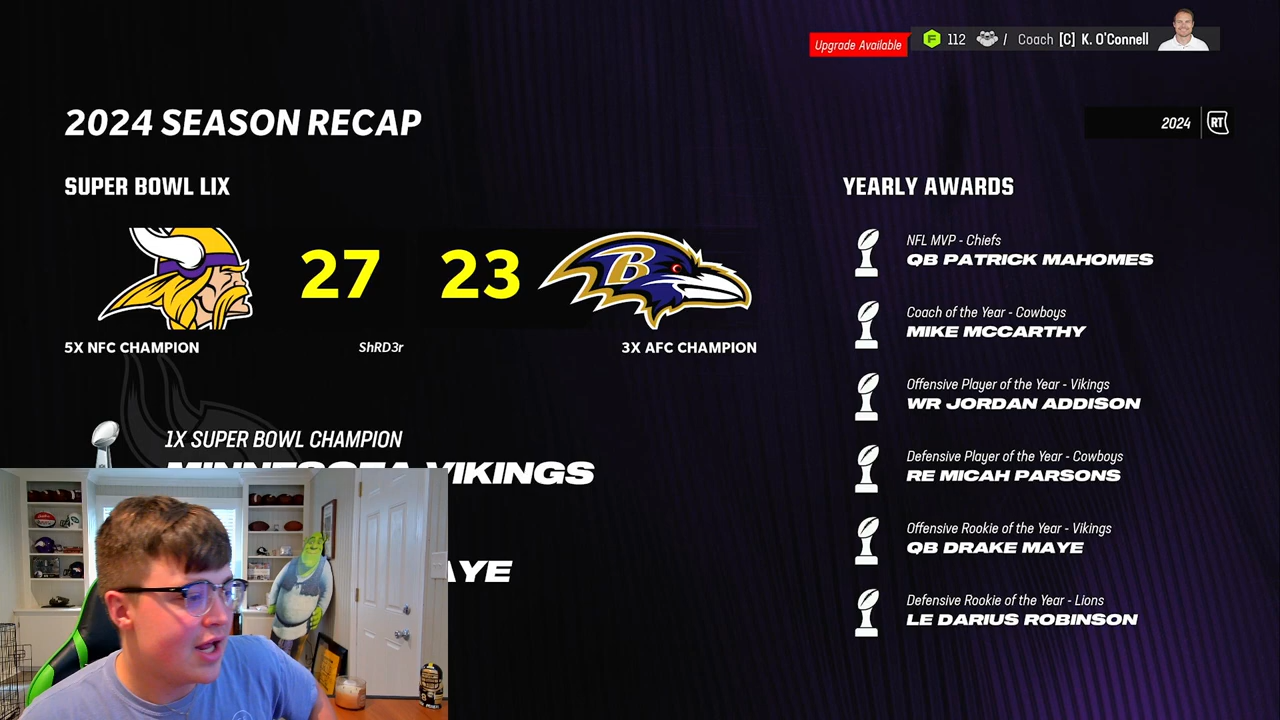 Upgrade Available
112 / Coach [C] K. O'Connell
2024 SEASON RECAP
2024 RT
SUPER BOWL LIX
27 23
5X NFC CHAMPION ShRD3r 3X AFC CHAMPION
1X SUPER BOWL CHAMPION
MINNESOTA VIKINGS
AYE
YEARLY AWARDS
NFL MVP - Chiefs
QB PATRICK MAHOMES
Coach of the Year - Cowboys
MIKE MCCARTHY
Offensive Player of the Year - Vikings
WR JORDAN ADDISON
Defensive Player of the Year - Cowboys
RE MICAH PARSONS
Offensive Rookie of the Year - Vikings
QB DRAKE MAYE
Defensive Rookie of the Year - Lions
LE DARIUS ROBINSON